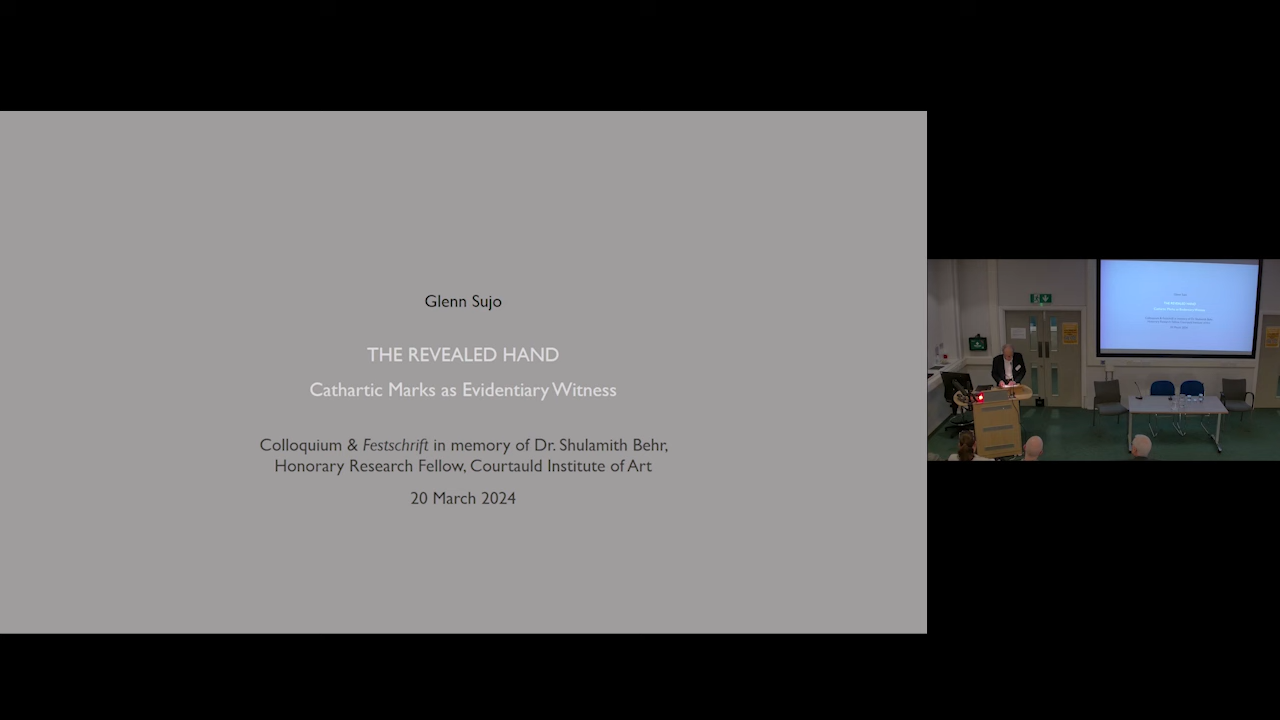 Glenn Sujo
THE REVEALED HAND
Cathartic Marks as Evidentiary Witness
Colloquium & Festschrift in memory of Dr. Shulamith Behr,
Honorary Research Fellow, Courtauld Institute of Art
20 March 2024